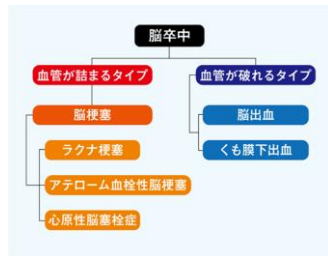 脳卒中
血管が詰まるタイプ
血管が破れるタイプ
脳梗塞
脳出血
ラクナ梗塞
くも膜下出血
アテローム血栓性脳梗塞
心原性脳塞栓症